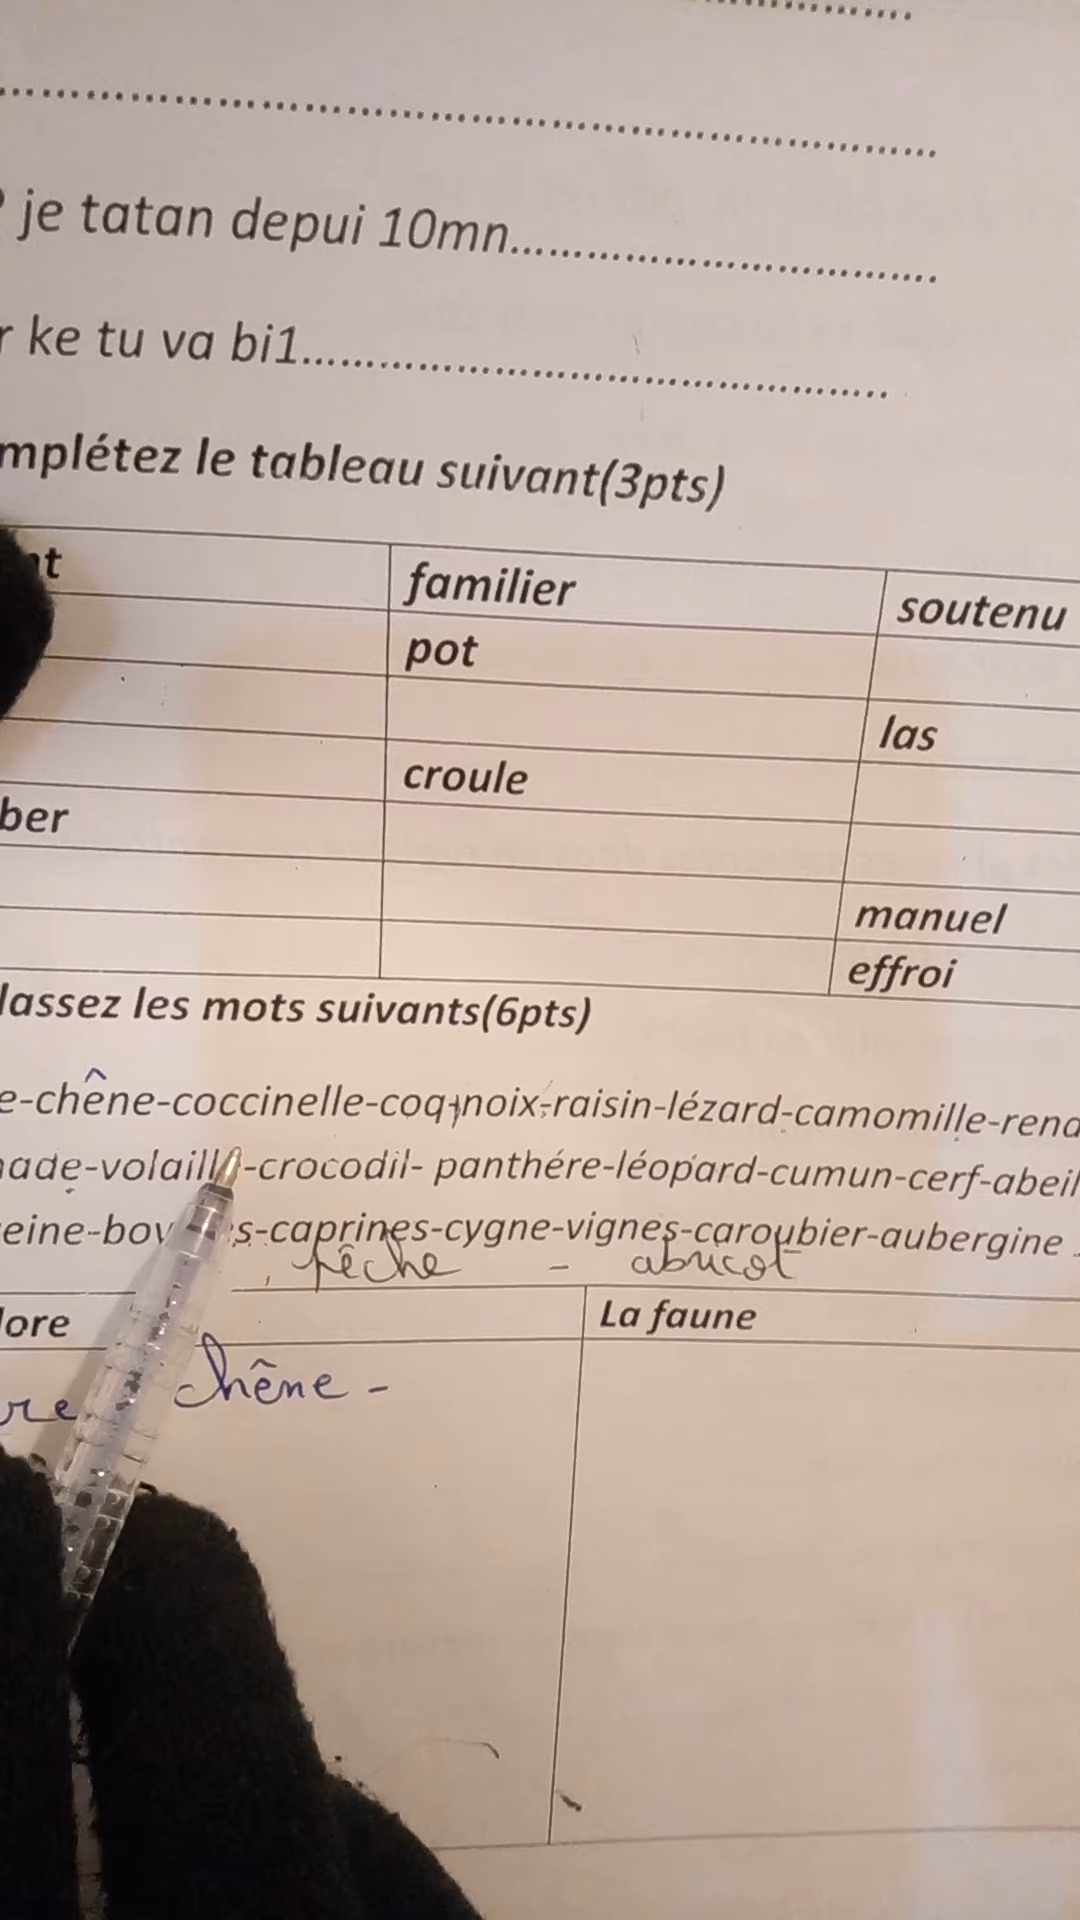 je tatan depui 10mn
ke tu va bi1
mplétez le tableau suivant(3pts)
familier soutenu
pot
las
croule
ber
manuel
effroi
lassez les mots suivants(6pts)
e-chêne-coccinelle-coq-noix-raisin-lézard-camomille-rena
ade-volaill -crocodil- panthére-léopard-cumun-cerf-abeil
eine-bov s-caprines-cygne-vignes-caroubier-aubergine
pêche - abricot
lore La faune
chêne -